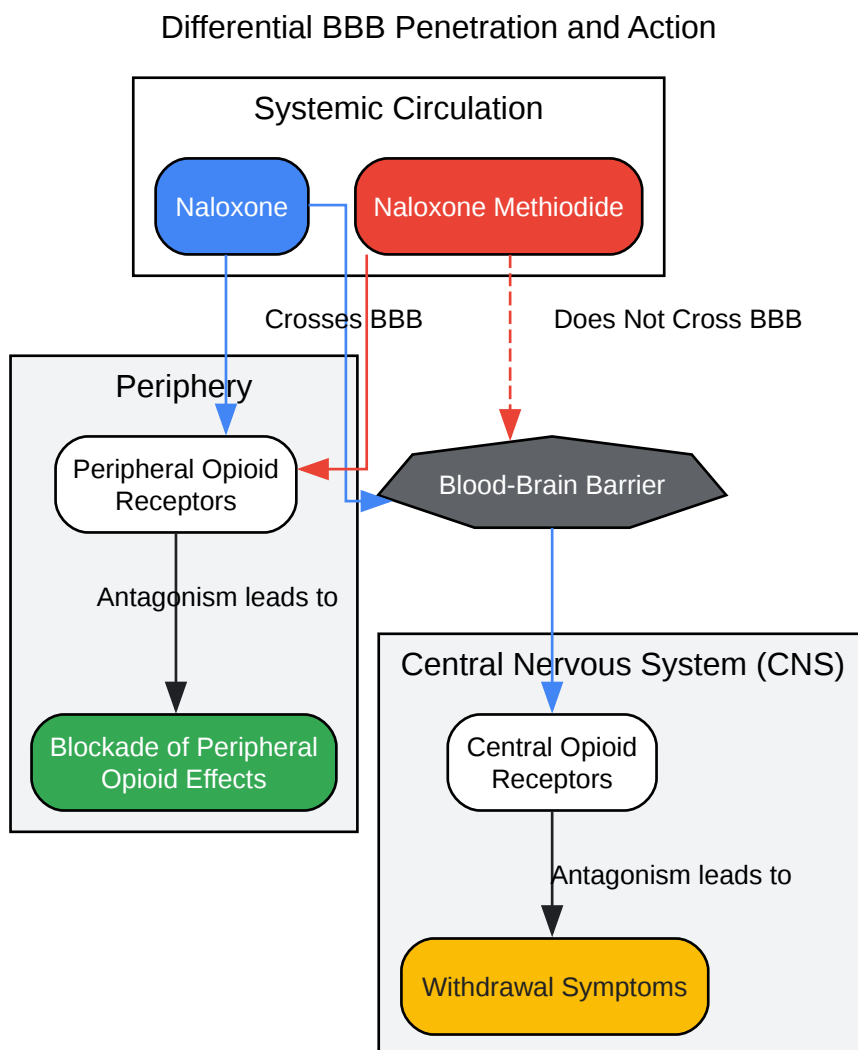 Differential BBB Penetration and Action
Systemic Circulation
Naloxone
Naloxone Methiodide
Crosses BBB
Does Not Cross BBB
Periphery
Peripheral Opioid
Receptors
Blood-Brain Barrier
Antagonism leads to
Central Nervous System (CNS)
Blockade of Peripheral
Opioid Effects
Central Opioid
Receptors
Antagonism leads to
Withdrawal Symptoms